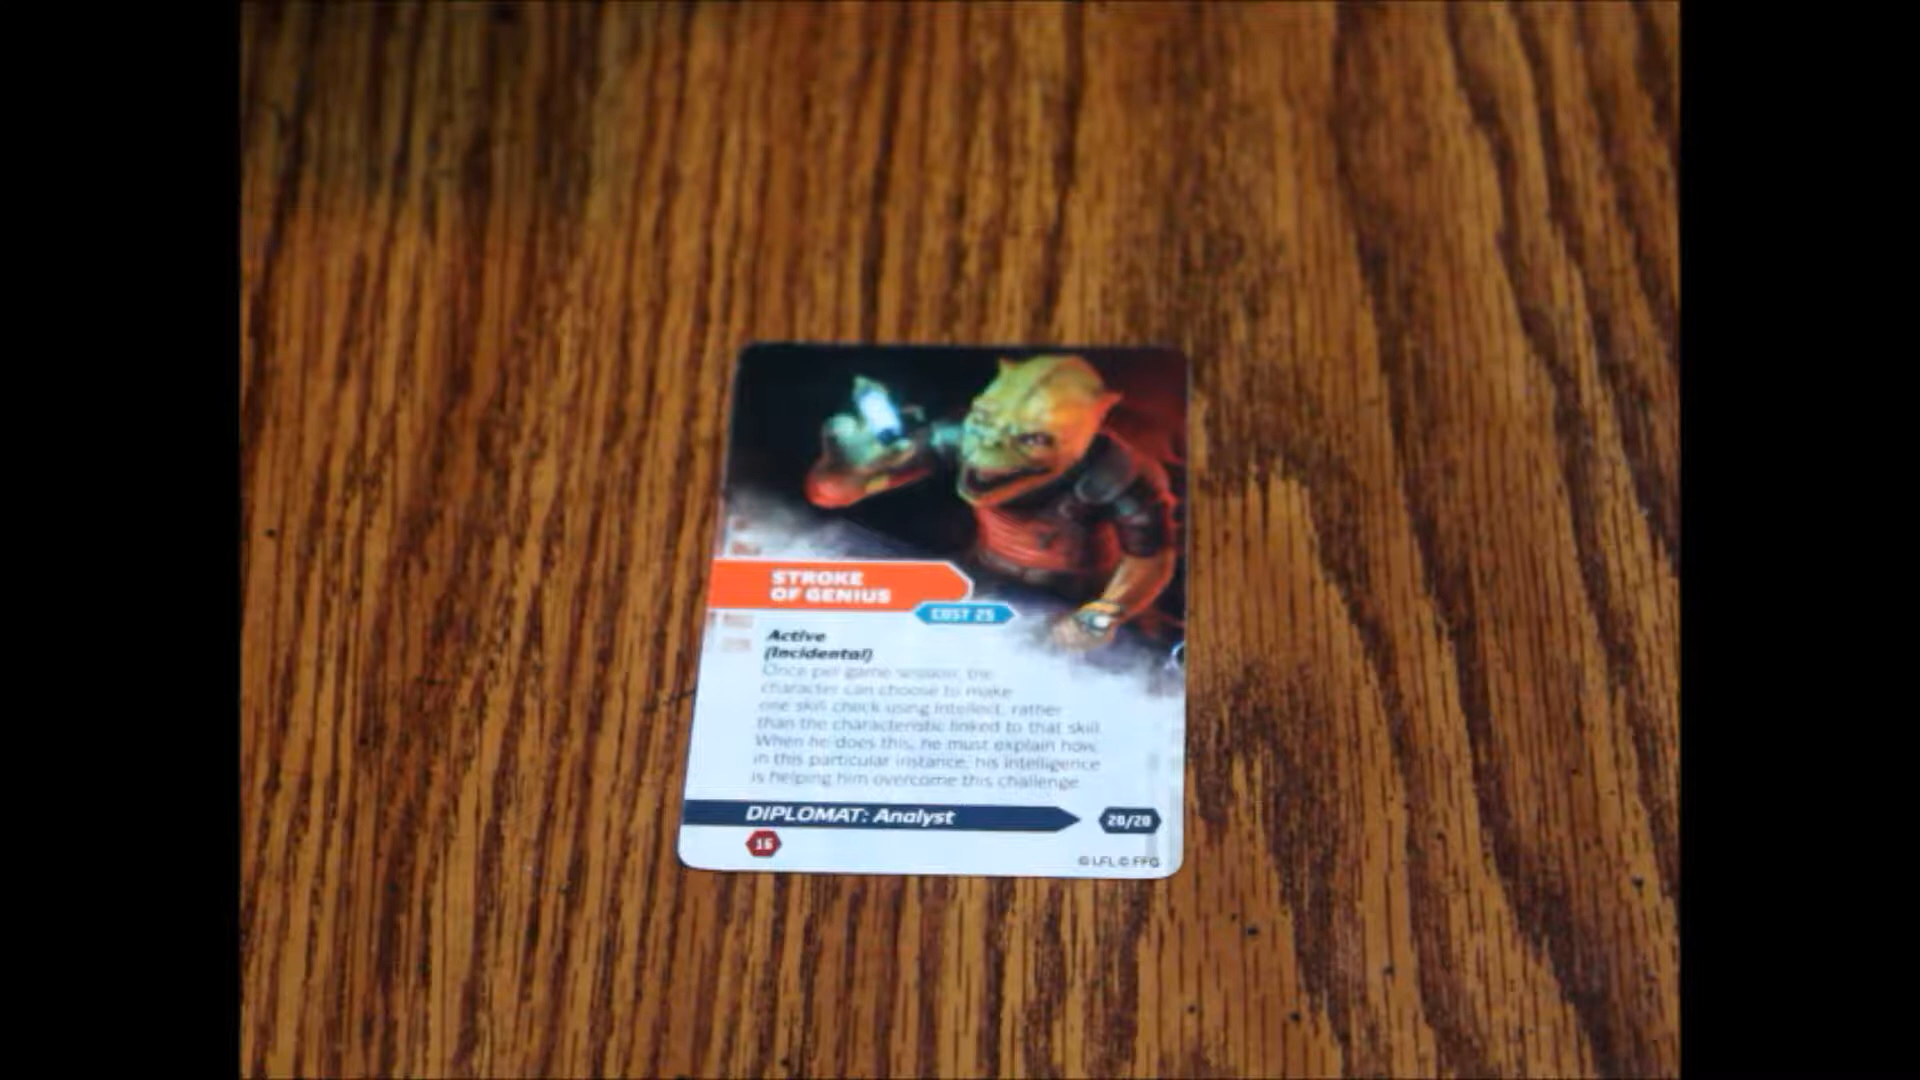 STROKE
OF GENIUS
COST 25
Active
(Incidental)
Once per game session, the
character can choose to make
one skill check using Intellect, rather
than the characteristic linked to that skill.
When he does this, he must explain how,
in this particular instance, his intelligence
is helping him overcome this challenge.
DIPLOMAT: Analyst
20/20
16
© LFL © FFG